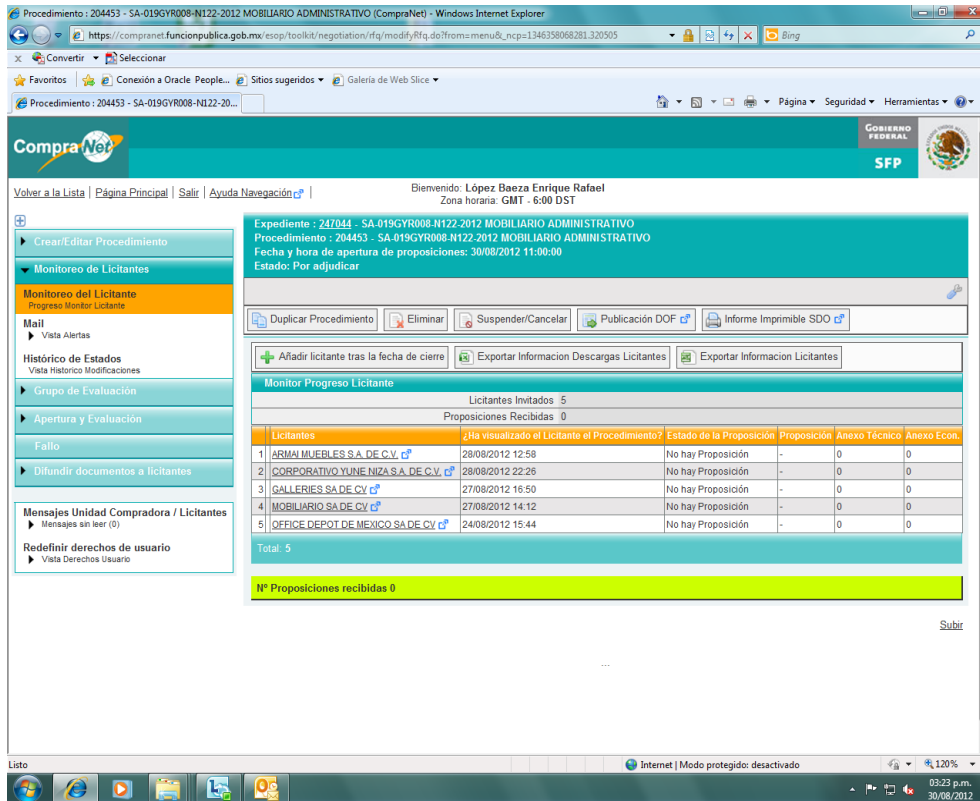 Procedimiento : 204453 - SA-019GYR008-N122-2012 MOBILIARIO ADMINISTRATIVO (CompraNet) - Windows Internet Explorer
https://compranet.funcionpublica.gob.mx/esop/toolkit/negotiation/rfq/modifyRfq.do?from=menu&_ncp=1346358068281.320505
Bing
x Convertir Seleccionar
Favoritos Conexión a Oracle People... Sitios sugeridos Galería de Web Slice
Procedimiento : 204453 - SA-019GYR008-N122-20...
Página Seguridad Herramientas
CompraNet
GOBIERNO FEDERAL
SFP
Volver a la Lista | Página Principal | Salir | Ayuda Navegación |
Bienvenido: López Baeza Enrique Rafael
Zona horaria: GMT - 6:00 DST
Crear/Editar Procedimiento
Monitoreo de Licitantes
Monitoreo del Licitante
Progreso Monitor Licitante
Mail
Vista Alertas
Histórico de Estados
Vista Historico Modificaciones
Grupo de Evaluación
Apertura y Evaluación
Fallo
Difundir documentos a licitantes
Mensajes Unidad Compradora / Licitantes
Mensajes sin leer (0)
Redefinir derechos de usuario
Vista Derechos Usuario
Expediente : 247044 - SA-019GYR008-N122-2012 MOBILIARIO ADMINISTRATIVO
Procedimiento : 204453 - SA-019GYR008-N122-2012 MOBILIARIO ADMINISTRATIVO
Fecha y hora de apertura de proposiciones: 30/08/2012 11:00:00
Estado: Por adjudicar
Duplicar Procedimiento Eliminar Suspender/Cancelar Publicación DOF Informe Imprimible SDO
Añadir licitante tras la fecha de cierre Exportar Informacion Descargas Licitantes Exportar Informacion Licitantes
Monitor Progreso Licitante
Licitantes Invitados 5
Proposiciones Recibidas 0
Licitantes ¿Ha visualizado el Licitante el Procedimiento? Estado de la Proposición Proposición Anexo Técnico Anexo Econ.
1 ARMAI MUEBLES S.A. DE C.V. 28/08/2012 12:58 No hay Proposición - 0 0
2 CORPORATIVO YUNE NIZA S.A. DE C.V. 28/08/2012 22:26 No hay Proposición - 0 0
3 GALLERIES SA DE CV 27/08/2012 16:50 No hay Proposición - 0 0
4 MOBILIARIO SA DE CV 27/08/2012 14:12 No hay Proposición - 0 0
5 OFFICE DEPOT DE MEXICO SA DE CV 24/08/2012 15:44 No hay Proposición - 0 0
Total: 5
Nº Proposiciones recibidas 0
Subir
...
Listo
Internet | Modo protegido: desactivado
120%
03:23 p.m.
30/08/2012